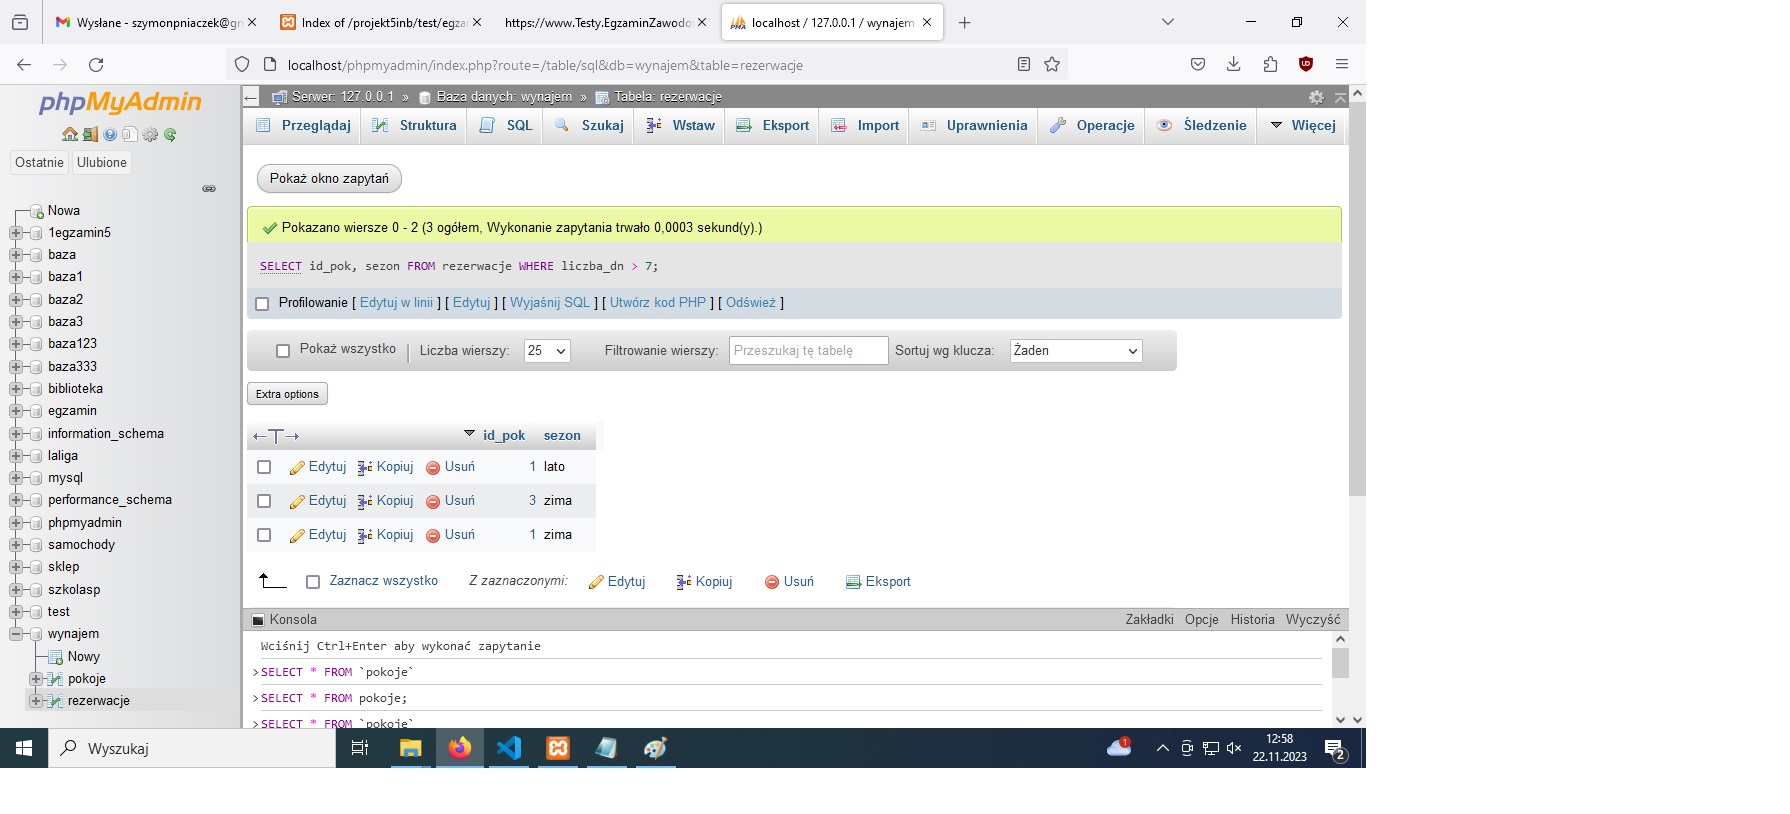 Wysłane - szymonpniaczek@gm
Index of /projekt5inb/test/egza
https://www.Testy.EgzaminZawodo
localhost / 127.0.0.1 / wynajem
localhost/phpmyadmin/index.php?route=/table/sql&db=wynajem&table=rezerwacje
phpMyAdmin
Ostatnie
Ulubione
Nowa
1egzamin5
baza
baza1
baza2
baza3
baza123
baza333
biblioteka
egzamin
information_schema
laliga
mysql
performance_schema
phpmyadmin
samochody
sklep
szkolasp
test
wynajem
Nowy
pokoje
rezerwacje
Serwer: 127.0.0.1 » Baza danych: wynajem » Tabela: rezerwacje
Przeglądaj Struktura SQL Szukaj Wstaw Eksport Import Uprawnienia Operacje Śledzenie Więcej
Pokaż okno zapytań
Pokazano wiersze 0 - 2 (3 ogółem, Wykonanie zapytania trwało 0,0003 sekund(y).)
SELECT id_pok, sezon FROM rezerwacje WHERE liczba_dn > 7;
Profilowanie [ Edytuj w linii ] [ Edytuj ] [ Wyjaśnij SQL ] [ Utwórz kod PHP ] [ Odśwież ]
Pokaż wszystko | Liczba wierszy: 25 Filtrowanie wierszy: Przeszukaj tę tabelę Sortuj wg klucza: Żaden
Extra options
←T→ id_pok sezon
Edytuj Kopiuj Usuń 1 lato
Edytuj Kopiuj Usuń 3 zima
Edytuj Kopiuj Usuń 1 zima
Zaznacz wszystko Z zaznaczonymi: Edytuj Kopiuj Usuń Eksport
Konsola Zakładki Opcje Historia Wyczyść
Wciśnij Ctrl+Enter aby wykonać zapytanie
>SELECT * FROM `pokoje`
>SELECT * FROM pokoje;
>SELECT * FROM `pokoje`
Wyszukaj
1
12:58
22.11.2023
2